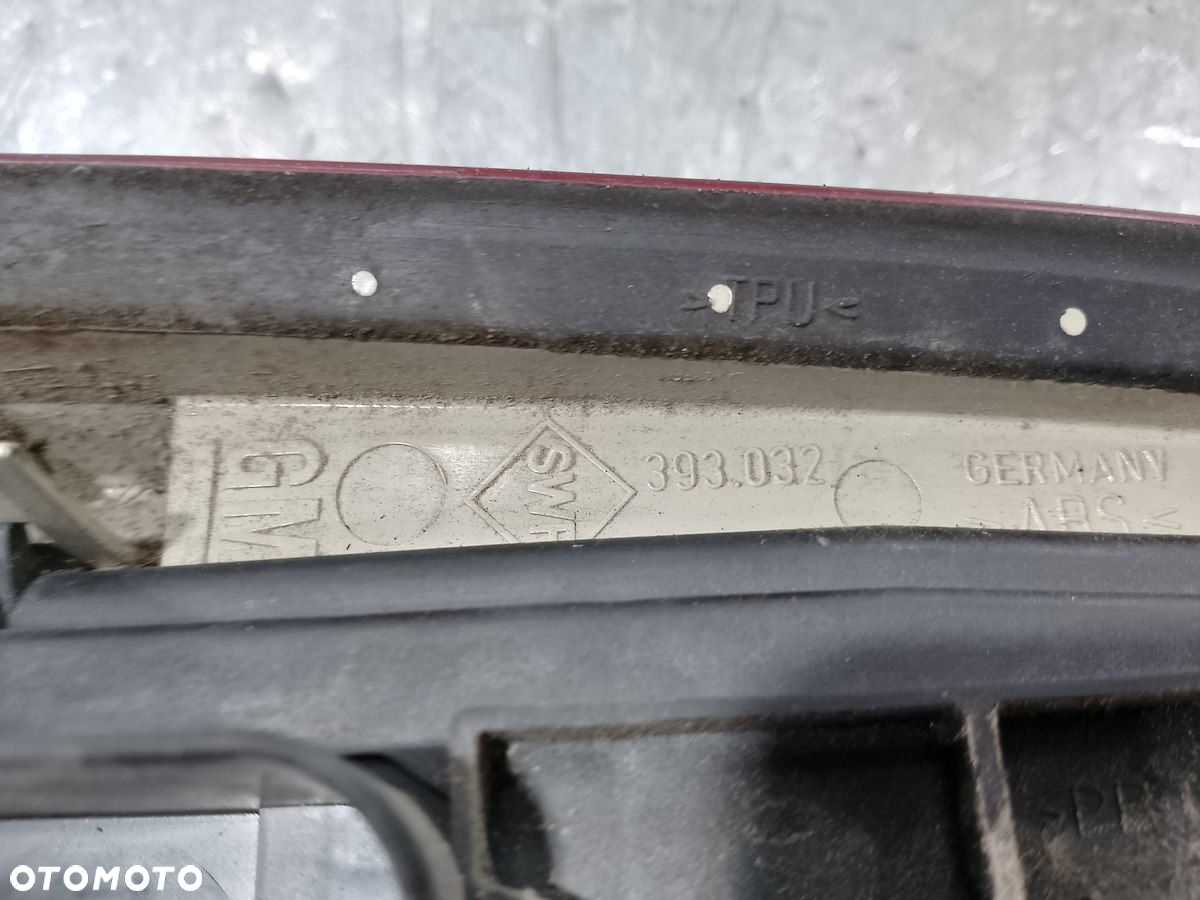 >TPU<
GM
SWF
393.032
GERMANY
>ABS<
OTOMOTO